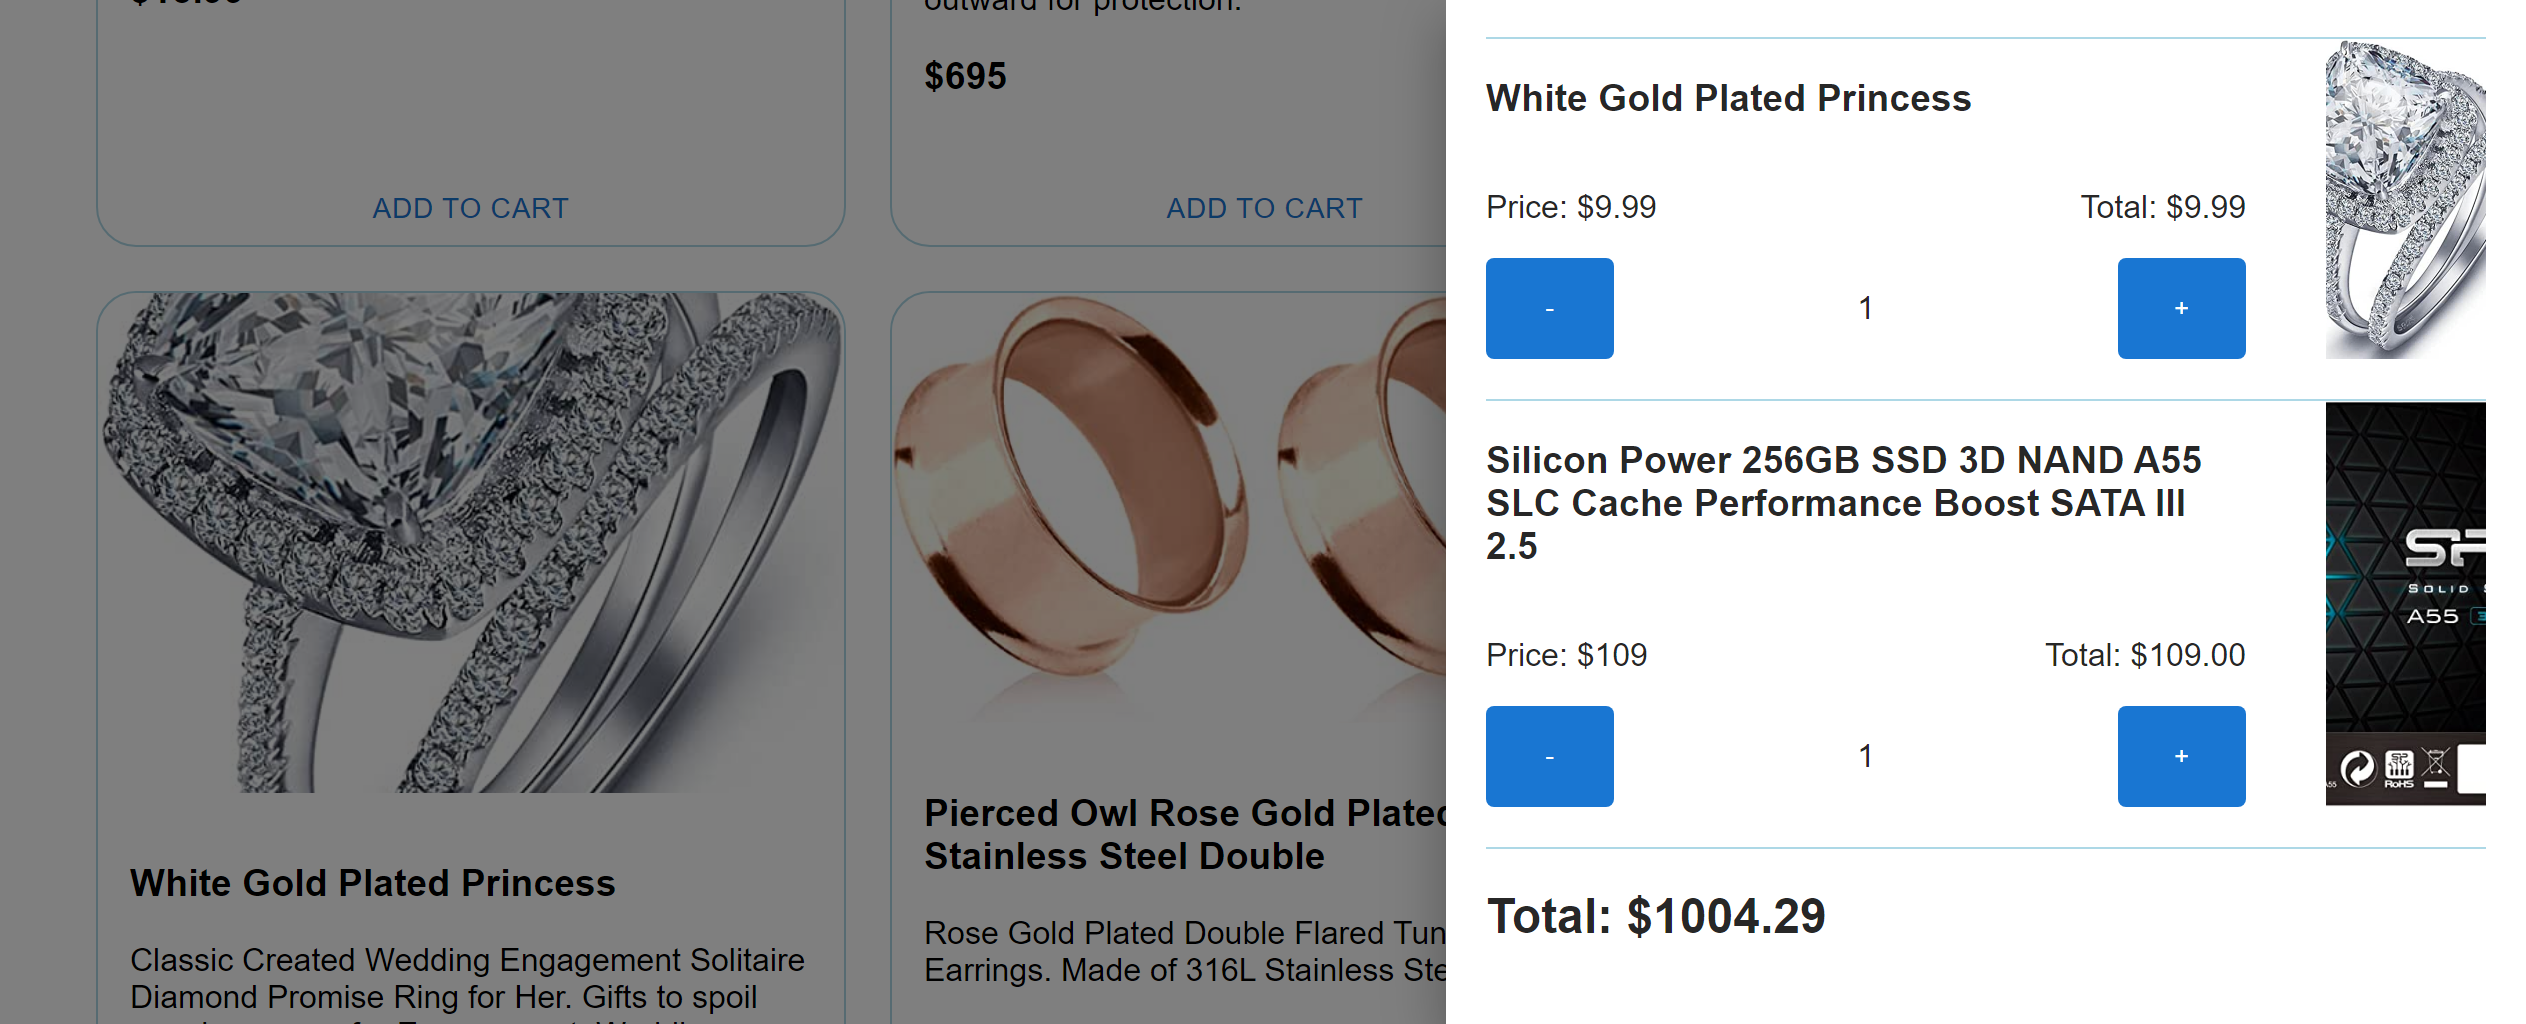 outward for protection.
$695
ADD TO CART
ADD TO CART
White Gold Plated Princess
Classic Created Wedding Engagement Solitaire
Diamond Promise Ring for Her. Gifts to spoil
Pierced Owl Rose Gold Plated
Stainless Steel Double
Rose Gold Plated Double Flared Tun
Earrings. Made of 316L Stainless Ste
White Gold Plated Princess
Price: $9.99
Total: $9.99
-
1
+
Silicon Power 256GB SSD 3D NAND A55
SLC Cache Performance Boost SATA III
2.5
Price: $109
Total: $109.00
-
1
+
SP
SOLID
A55
RoHS
Total: $1004.29